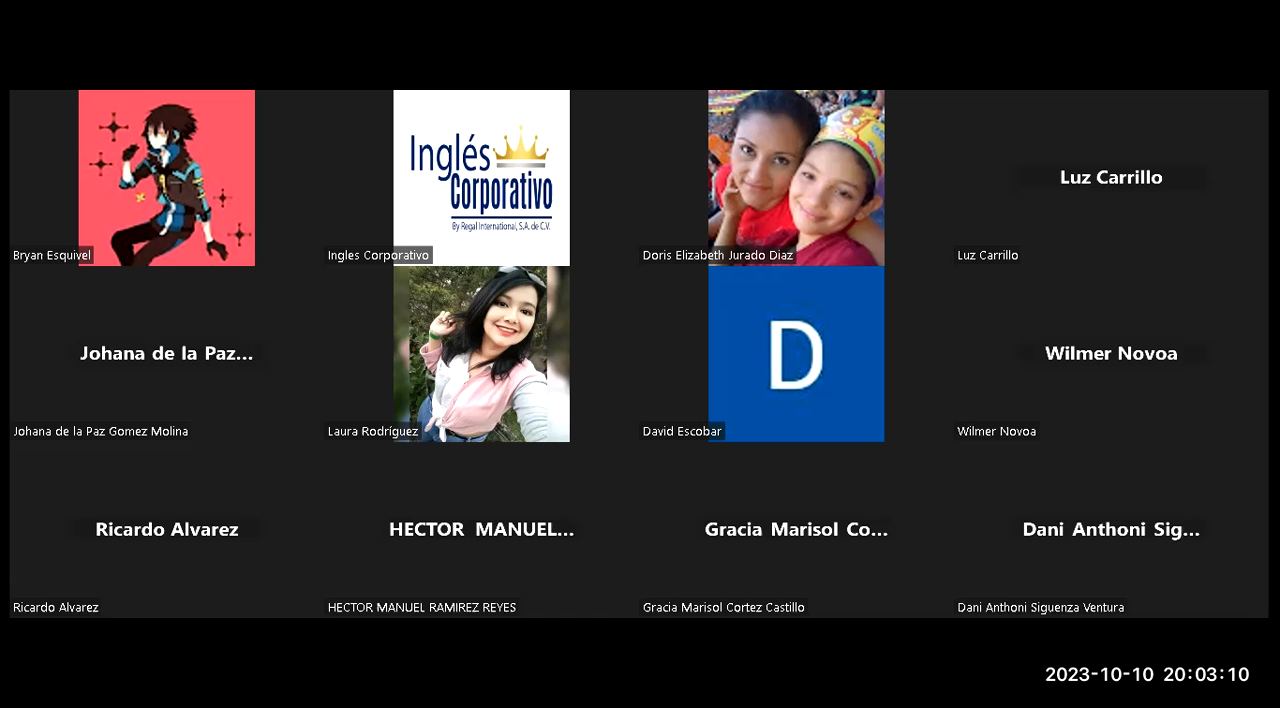 Inglés
Corporativo
By Regal International, S.A. de C.V.
Luz Carrillo
Bryan Esquivel
Ingles Corporativo
Doris Elizabeth Jurado Diaz
Luz Carrillo
Johana de la Paz...
D
Wilmer Novoa
Johana de la Paz Gomez Molina
Laura Rodríguez
David Escobar
Wilmer Novoa
Ricardo Alvarez
HECTOR MANUEL...
Gracia Marisol Co...
Dani Anthoni Sig...
Ricardo Alvarez
HECTOR MANUEL RAMIREZ REYES
Gracia Marisol Cortez Castillo
Dani Anthoni Siguenza Ventura
2023-10-10 20:03:10